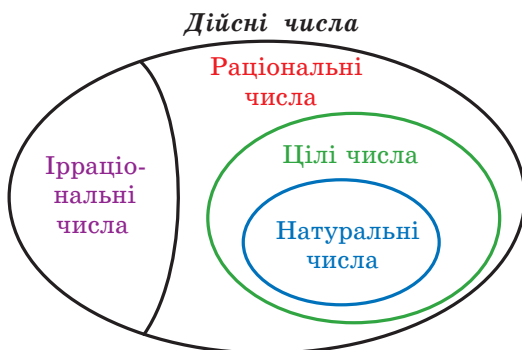 Дійсні числа
Раціональні
числа
Ірраціо-
нальні
числа
Цілі числа
Натуральні
числа